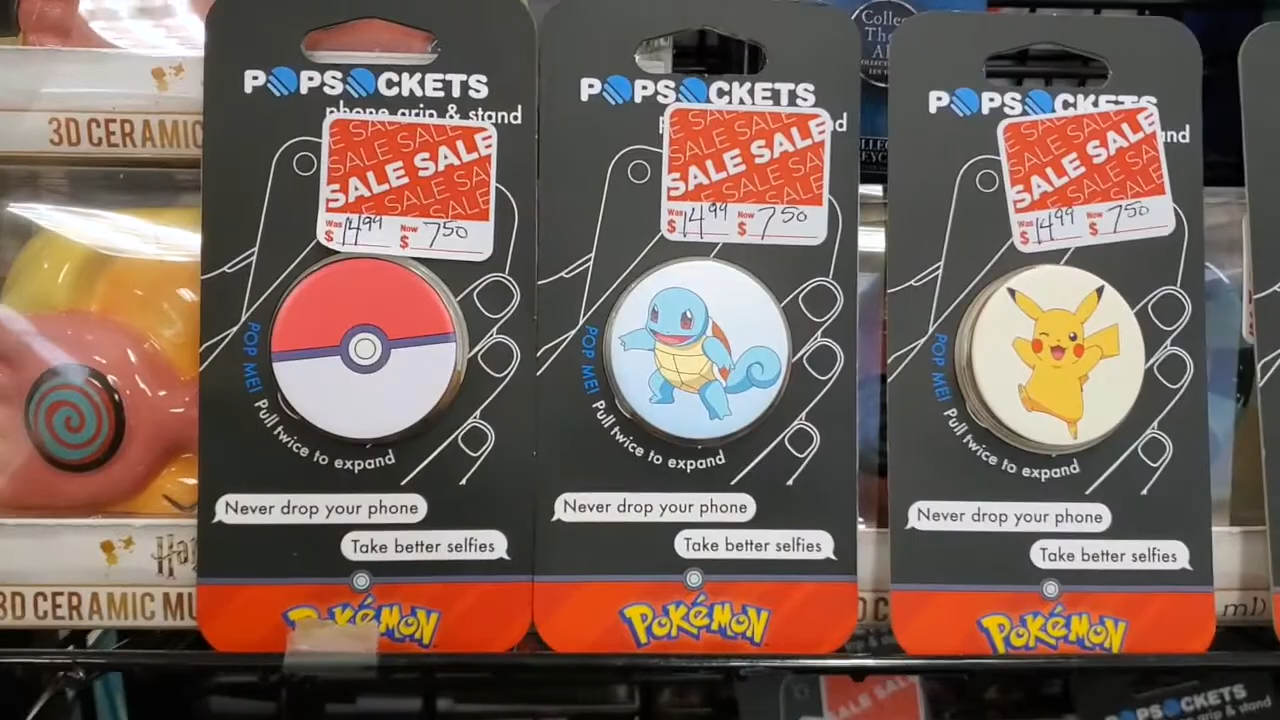 3D CERAMIC
Har
3D CERAMIC MU
POPSOCKETS
phone grip & stand
SALE SALE
Was $14.99 Now $7.50
POP ME! Pull twice to expand
Never drop your phone
Take better selfies
Pokémon
POPSOCKETS
SALE SALE
Was $14.99 Now $7.50
POP ME! Pull twice to expand
Never drop your phone
Take better selfies
Pokémon
Colle
POPSOCKETS
SALE SALE
Was $14.99 Now $7.50
POP ME! Pull twice to expand
Never drop your phone
Take better selfies
Pokémon
POPSOCKETS
grip & stand